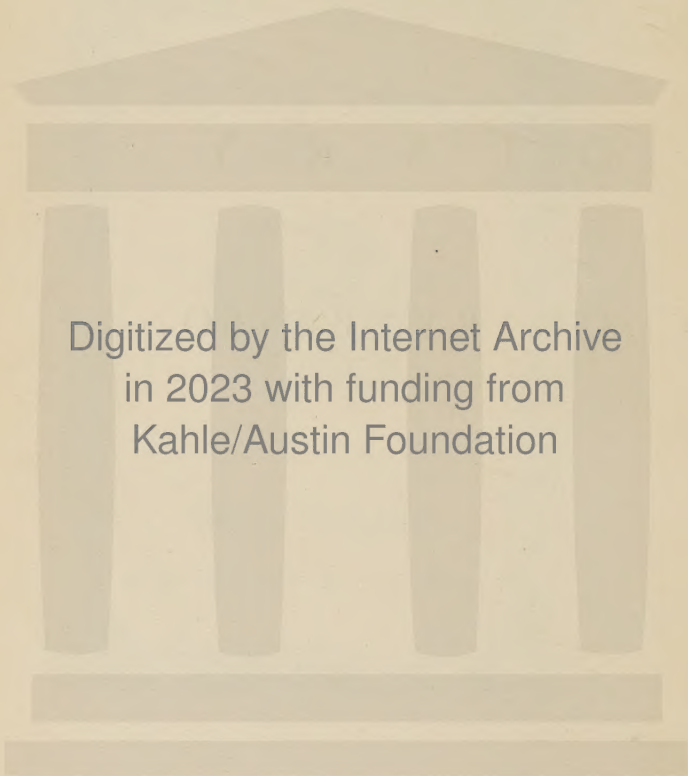 Digitized by the Internet Archive
in 2023 with funding from
Kahle/Austin Foundation